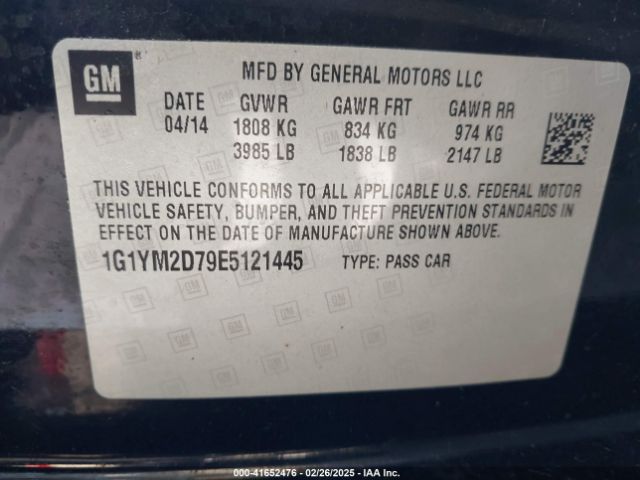 GM
MFD BY GENERAL MOTORS LLC
DATE GVWR GAWR FRT GAWR RR
04/14 1808 KG 834 KG 974 KG
3985 LB 1838 LB 2147 LB
THIS VEHICLE CONFORMS TO ALL APPLICABLE U.S. FEDERAL MOTOR
VEHICLE SAFETY, BUMPER, AND THEFT PREVENTION STANDARDS IN
EFFECT ON THE DATE OF MANUFACTURE SHOWN ABOVE.
1G1YM2D79E5121445 TYPE: PASS CAR
000-41652476 - 02/26/2025 - IAA Inc.